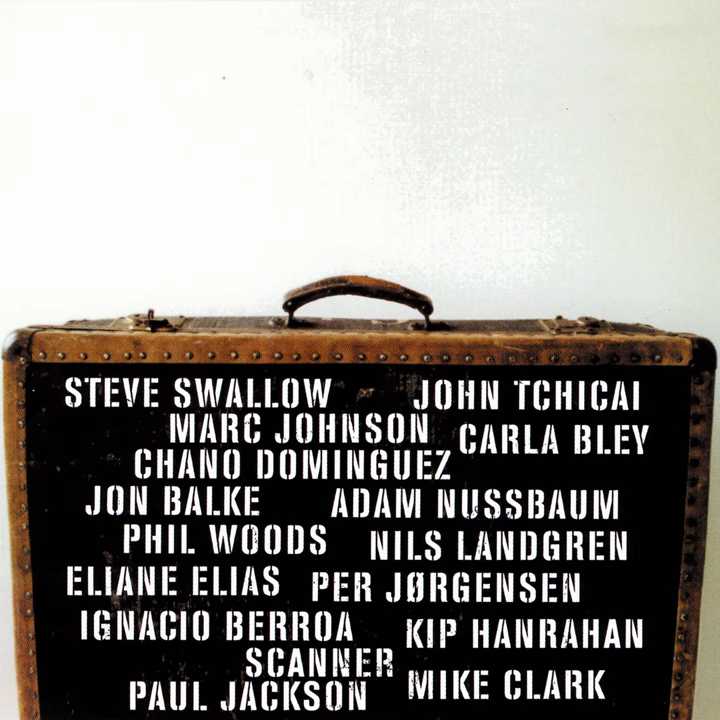 STEVE SWALLOW
JOHN TCHICAI
MARC JOHNSON
CARLA BLEY
CHANO DOMINGUEZ
JON BALKE
ADAM NUSSBAUM
PHIL WOODS
NILS LANDGREN
ELIANE ELIAS
PER JØRGENSEN
IGNACIO BERROA
KIP HANRAHAN
SCANNER
PAUL JACKSON
MIKE CLARK